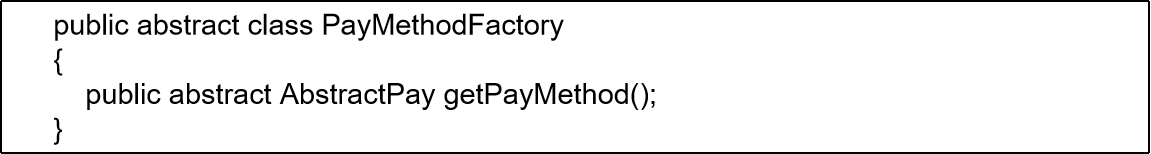 public abstract class PayMethodFactory
{
    public abstract AbstractPay getPayMethod();
}